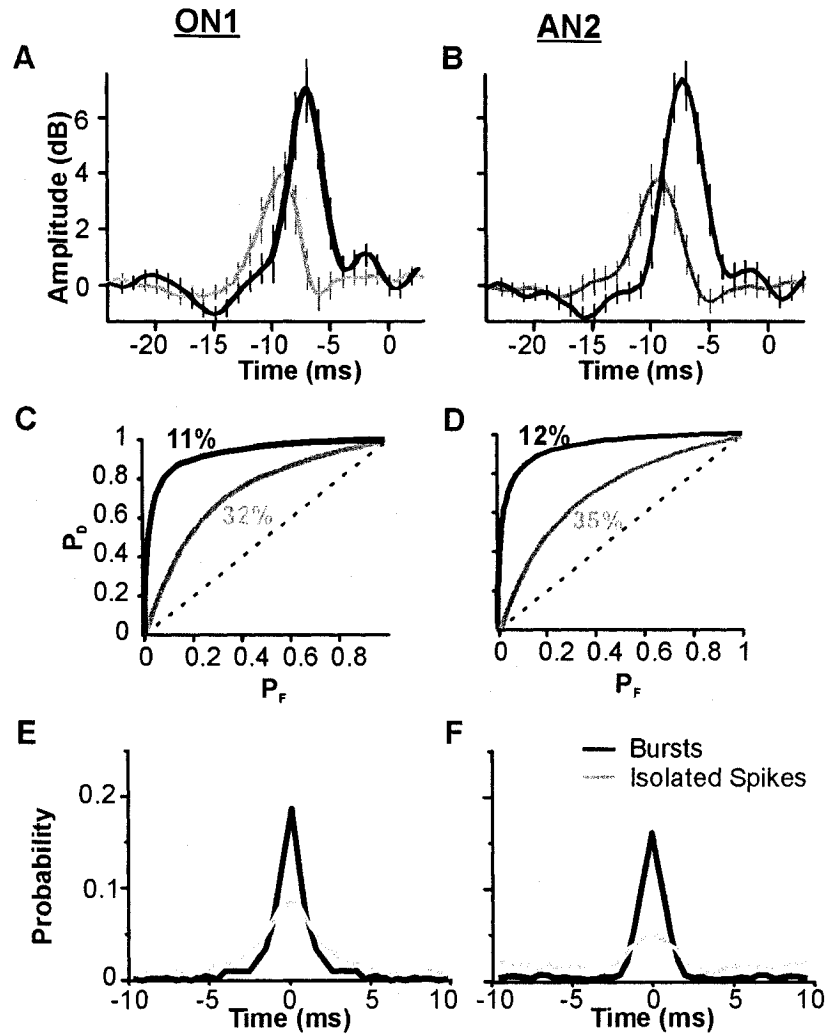 ON1
AN2
A
B
Amplitude (dB)
6
4
2
0
-20 -15 -10 -5 0
Time (ms)
-20 -15 -10 -5 0
Time (ms)
C
D
P_D
1
0.8
0.6
0.4
0.2
0
11%
32%
12%
35%
0 0.2 0.4 0.6 0.8
P_F
0 0.2 0.4 0.6 0.8 1
P_F
E
F
Bursts
Isolated Spikes
Probability
0.2
0.1
0
-10 -5 0 5 10
Time (ms)
-10 -5 0 5 10
Time (ms)